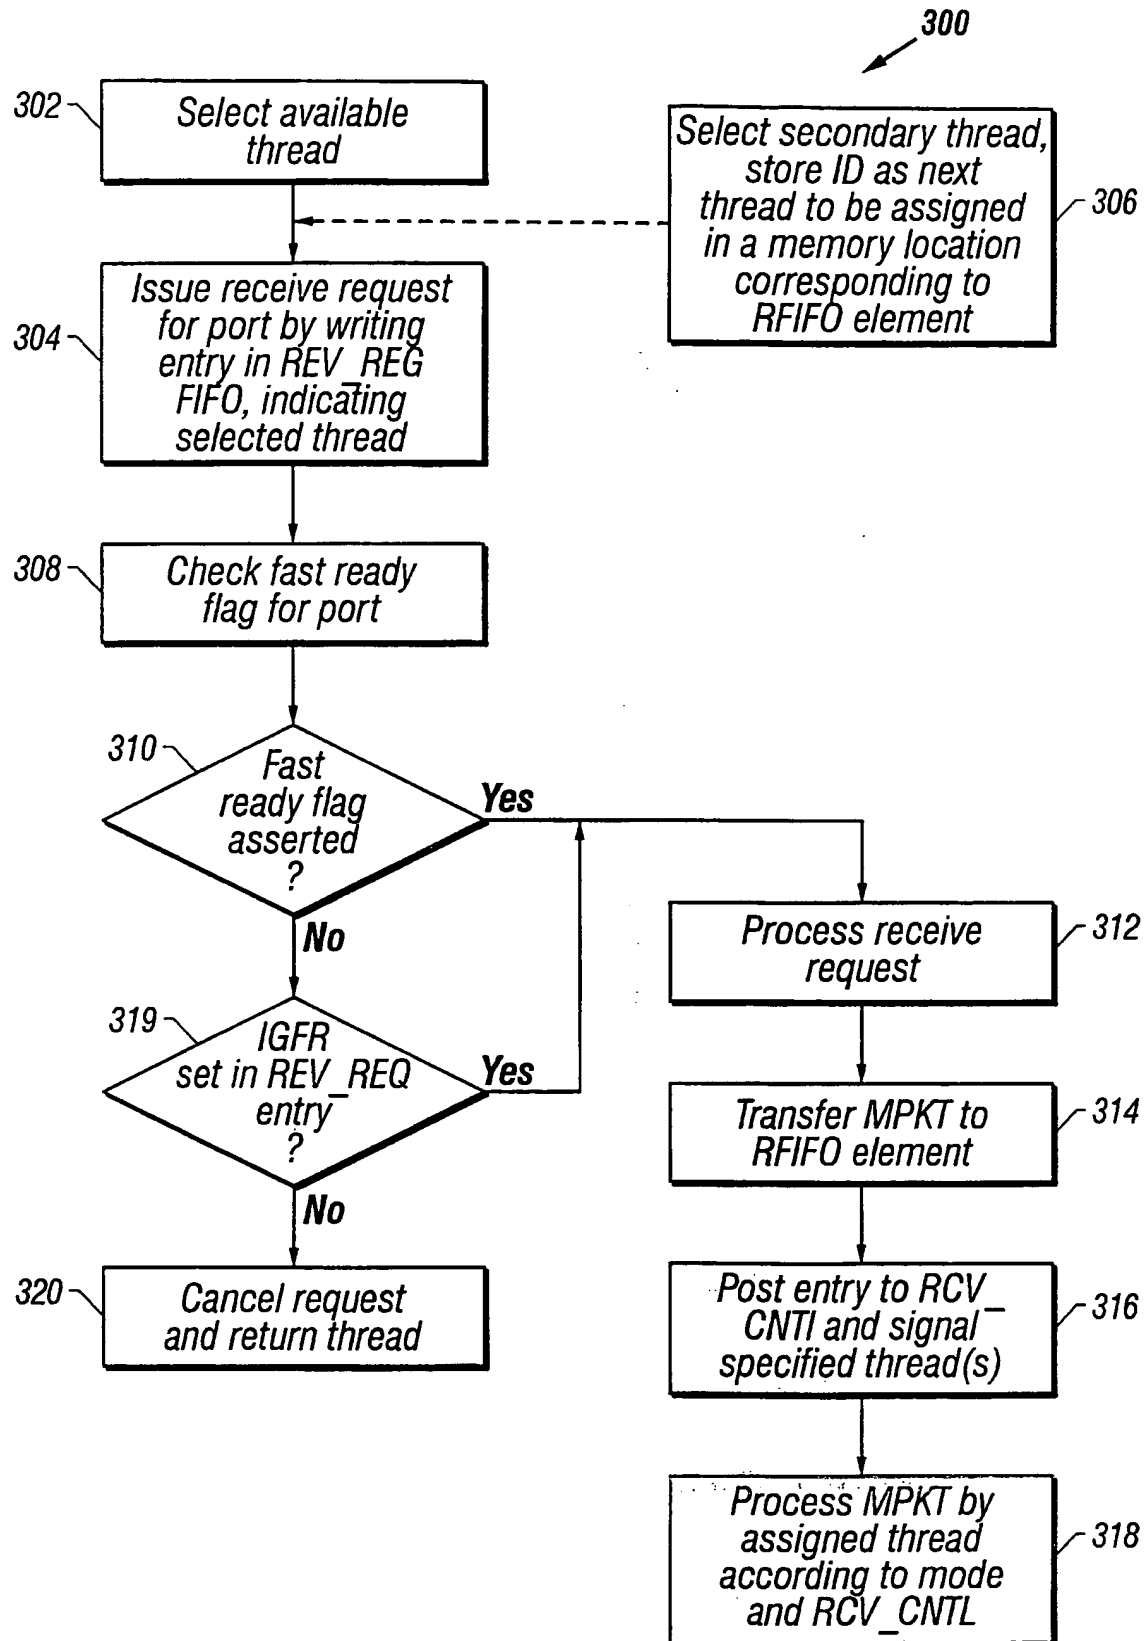 300
302
Select available
thread
Select secondary thread,
store ID as next
thread to be assigned
in a memory location
corresponding to
RFIFO element
306
304
Issue receive request
for port by writing
entry in REV_REG
FIFO, indicating
selected thread
308
Check fast ready
flag for port
310
Fast
ready flag
asserted
?
Yes
No
312
Process receive
request
319
IGFR
set in REV_REQ
entry
?
Yes
No
314
Transfer MPKT to
RFIFO element
320
Cancel request
and return thread
316
Post entry to RCV_
CNTl and signal
specified thread(s)
318
Process MPKT by
assigned thread
according to mode
and RCV_CNTL